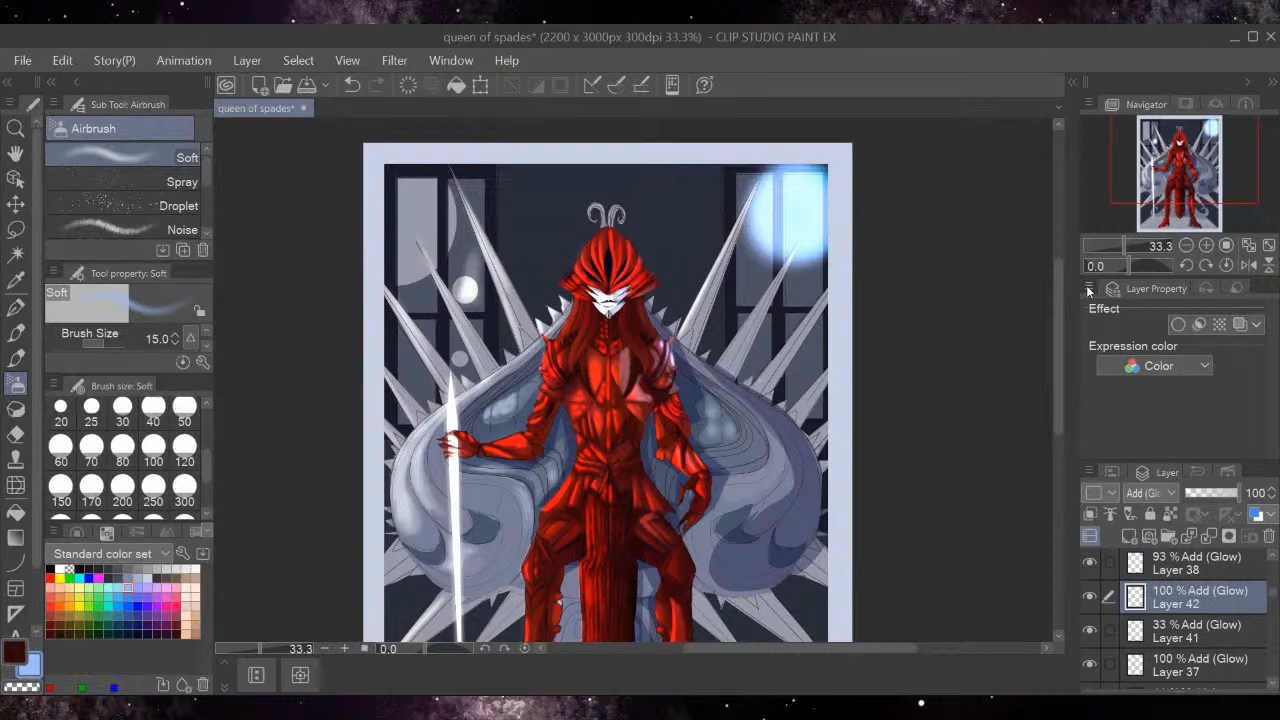 queen of spades* (2200 x 3000px 300dpi 33.3%) - CLIP STUDIO PAINT EX
File Edit Story(P) Animation Layer Select View Filter Window Help
Sub Tool: Airbrush
Airbrush
Soft
Spray
Droplet
Noise
Tool property: Soft
Soft
Brush Size 15.0
Brush size: Soft
20 25 30 40 50
60 70 80 100 120
150 170 200 250 300
Standard color set
queen of spades*
33.3 0.0
Navigator
33.3
0.0
Layer Property
Effect
Expression color
Color
Layer
Add (Gl 100
93 % Add (Glow)
Layer 38
100 % Add (Glow)
Layer 42
33 % Add (Glow)
Layer 41
100 % Add (Glow)
Layer 37